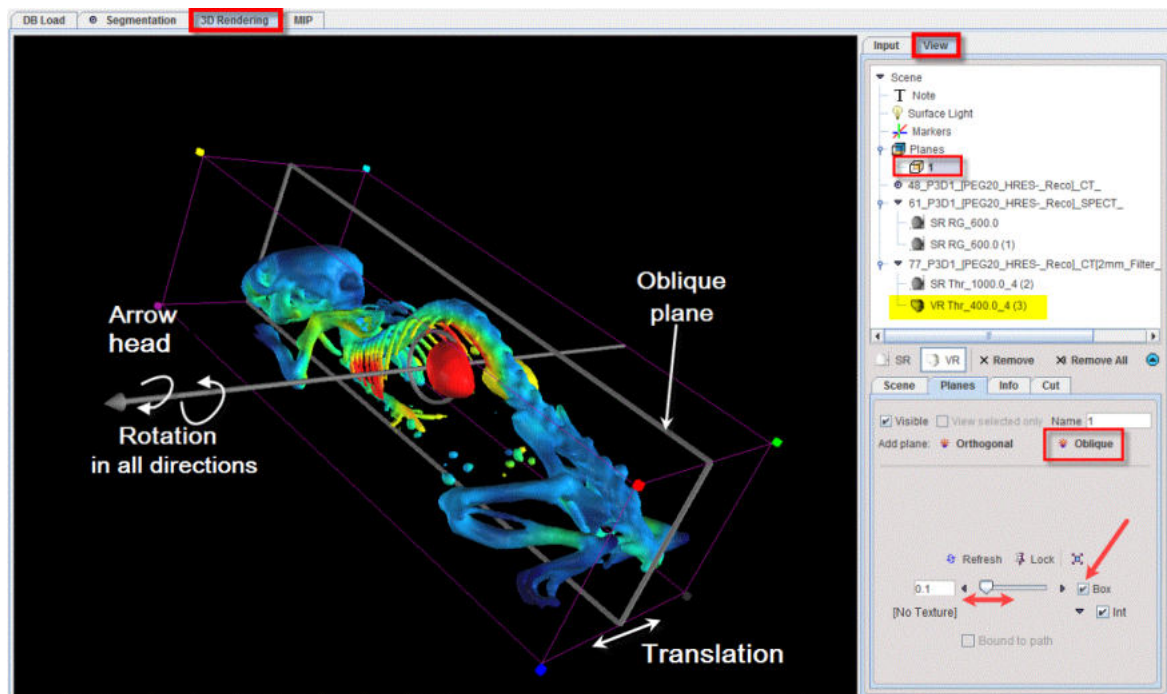 DB Load
Segmentation
3D Rendering
MIP
Input
View
Scene
Note
Surface Light
Markers
Planes
1
48_P3D1_[PEG20_HRES-_Reco]_CT_
61_P3D1_[PEG20_HRES-_Reco]_SPECT_
SR RG_600.0
SR RG_600.0 (1)
77_P3D1_[PEG20_HRES-_Reco]_CT[2mm_Filter_
SR Thr_1000.0_4 (2)
VR Thr_400.0_4 (3)
SR
VR
Remove
Remove All
Scene
Planes
Info
Cut
Visible
View selected only
Name 1
Add plane:
Orthogonal
Oblique
Refresh
Lock
0.1
Box
[No Texture]
Int
Bound to path
Oblique
plane
Arrow
head
Rotation
in all directions
Translation